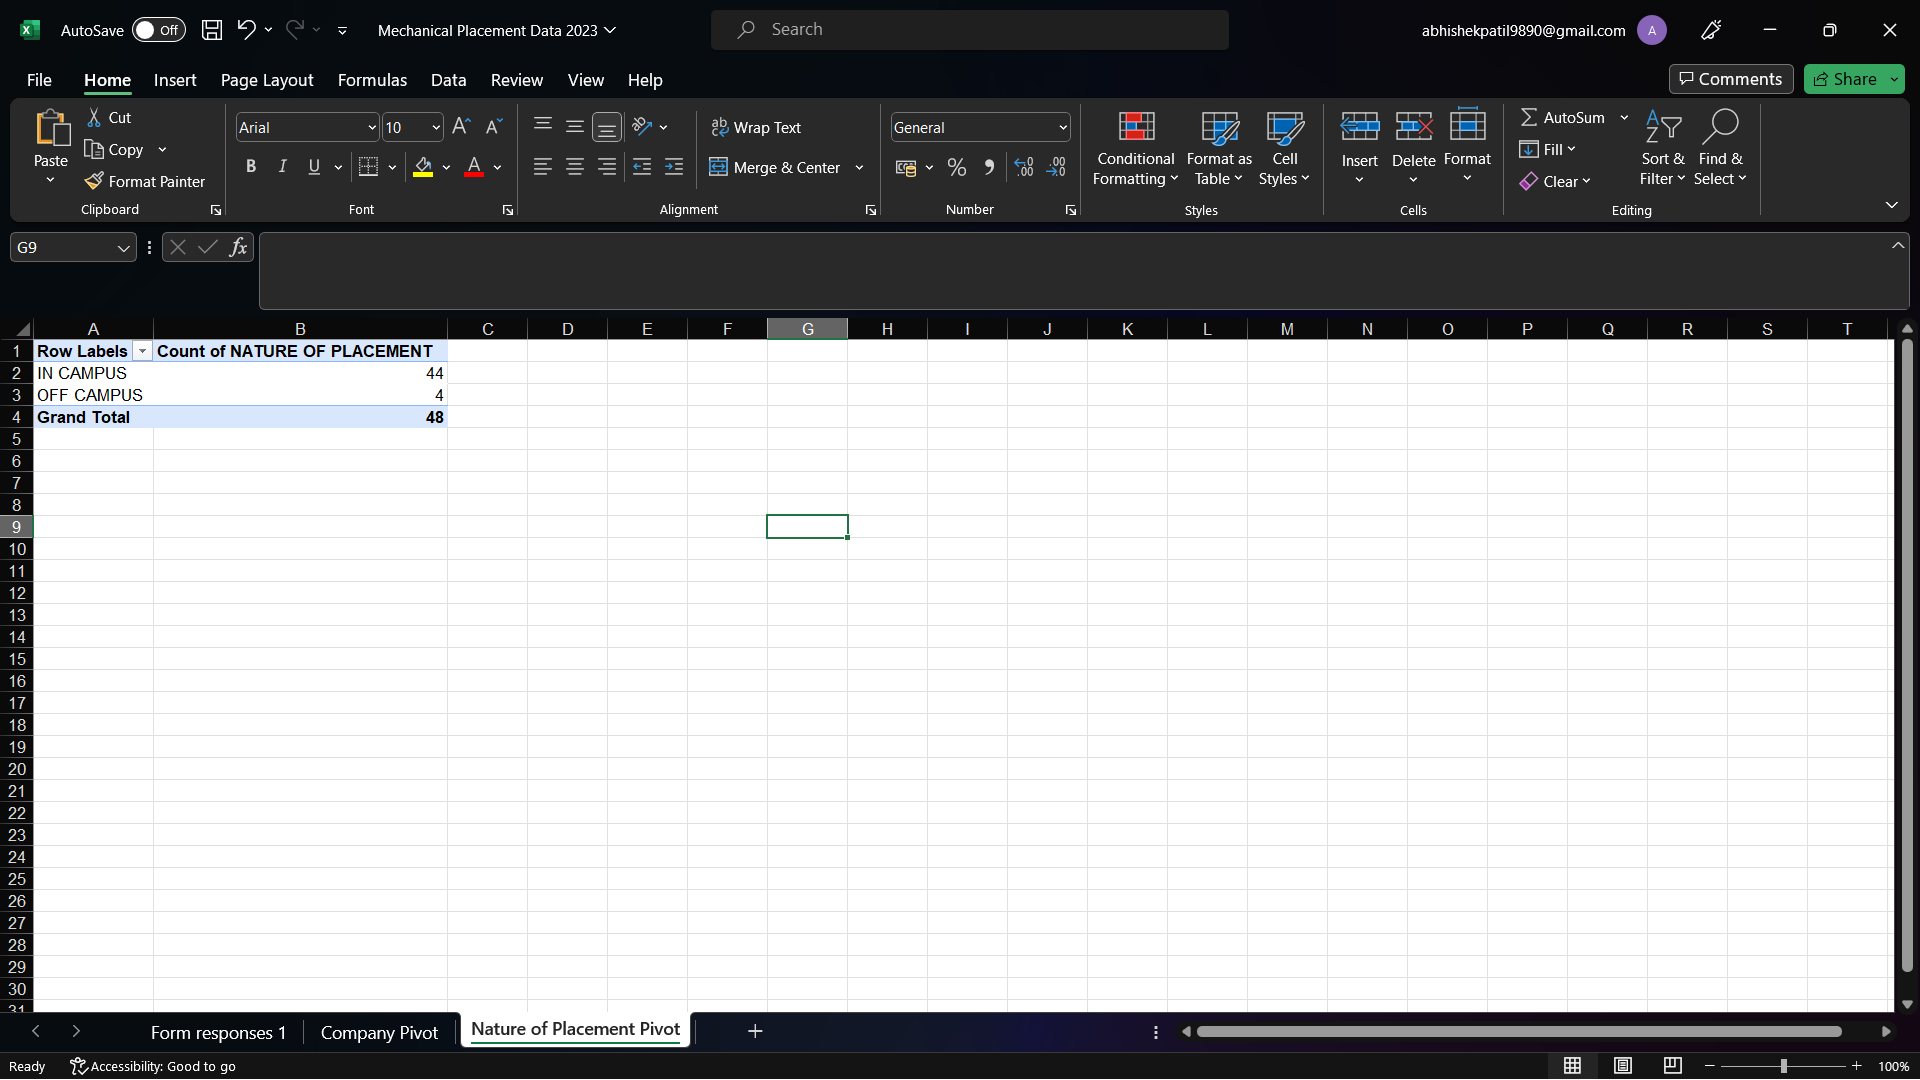 AutoSave Off Mechanical Placement Data 2023 Search abhishekpatil9890@gmail.com A
File Home Insert Page Layout Formulas Data Review View Help Comments Share
Paste Cut Copy Format Painter Clipboard
Arial 10 B I U A Font
ab Wrap Text Merge & Center Alignment
General % Number
Conditional Formatting Format as Table Cell Styles Styles
Insert Delete Format Cells
AutoSum Fill Clear Sort & Filter Find & Select Editing
G9 fx
A B C D E F G H I J K L M N O P Q R S T
1 Row Labels Count of NATURE OF PLACEMENT
2 IN CAMPUS 44
3 OFF CAMPUS 4
4 Grand Total 48
5
6
7
8
9
10
11
12
13
14
15
16
17
18
19
20
21
22
23
24
25
26
27
28
29
30
31
Form responses 1 Company Pivot Nature of Placement Pivot
Ready Accessibility: Good to go 100%